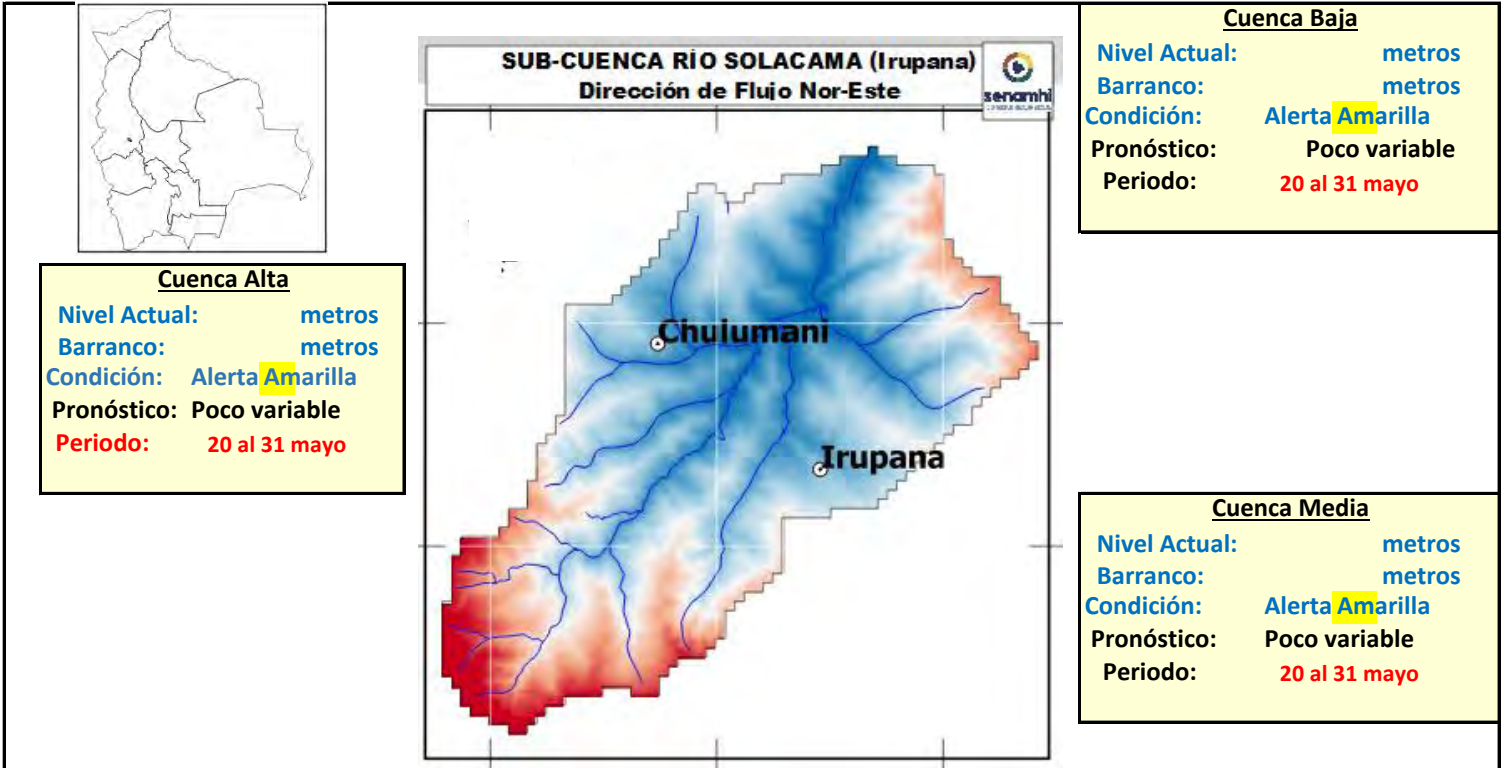 SUB-CUENCA RÍO SOLACAMA (Irupana)
Dirección de Flujo Nor-Este
senamhi
Cuenca Baja
Nivel Actual: metros
Barranco: metros
Condición: Alerta Amarilla
Pronóstico: Poco variable
Periodo: 20 al 31 mayo
Cuenca Alta
Nivel Actual: metros
Barranco: metros
Condición: Alerta Amarilla
Pronóstico: Poco variable
Periodo: 20 al 31 mayo
Chulumani
Irupana
Cuenca Media
Nivel Actual: metros
Barranco: metros
Condición: Alerta Amarilla
Pronóstico: Poco variable
Periodo: 20 al 31 mayo